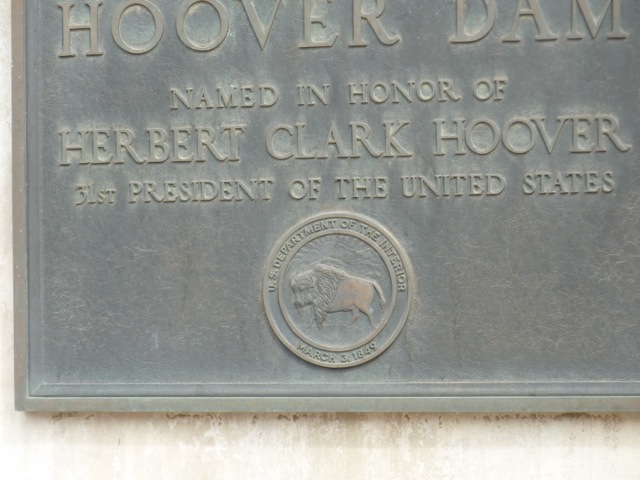 HOOVER DAM
NAMED IN HONOR OF
HERBERT CLARK HOOVER
31ST PRESIDENT OF THE UNITED STATES
U.S. DEPARTMENT OF THE INTERIOR
MARCH 3, 1849